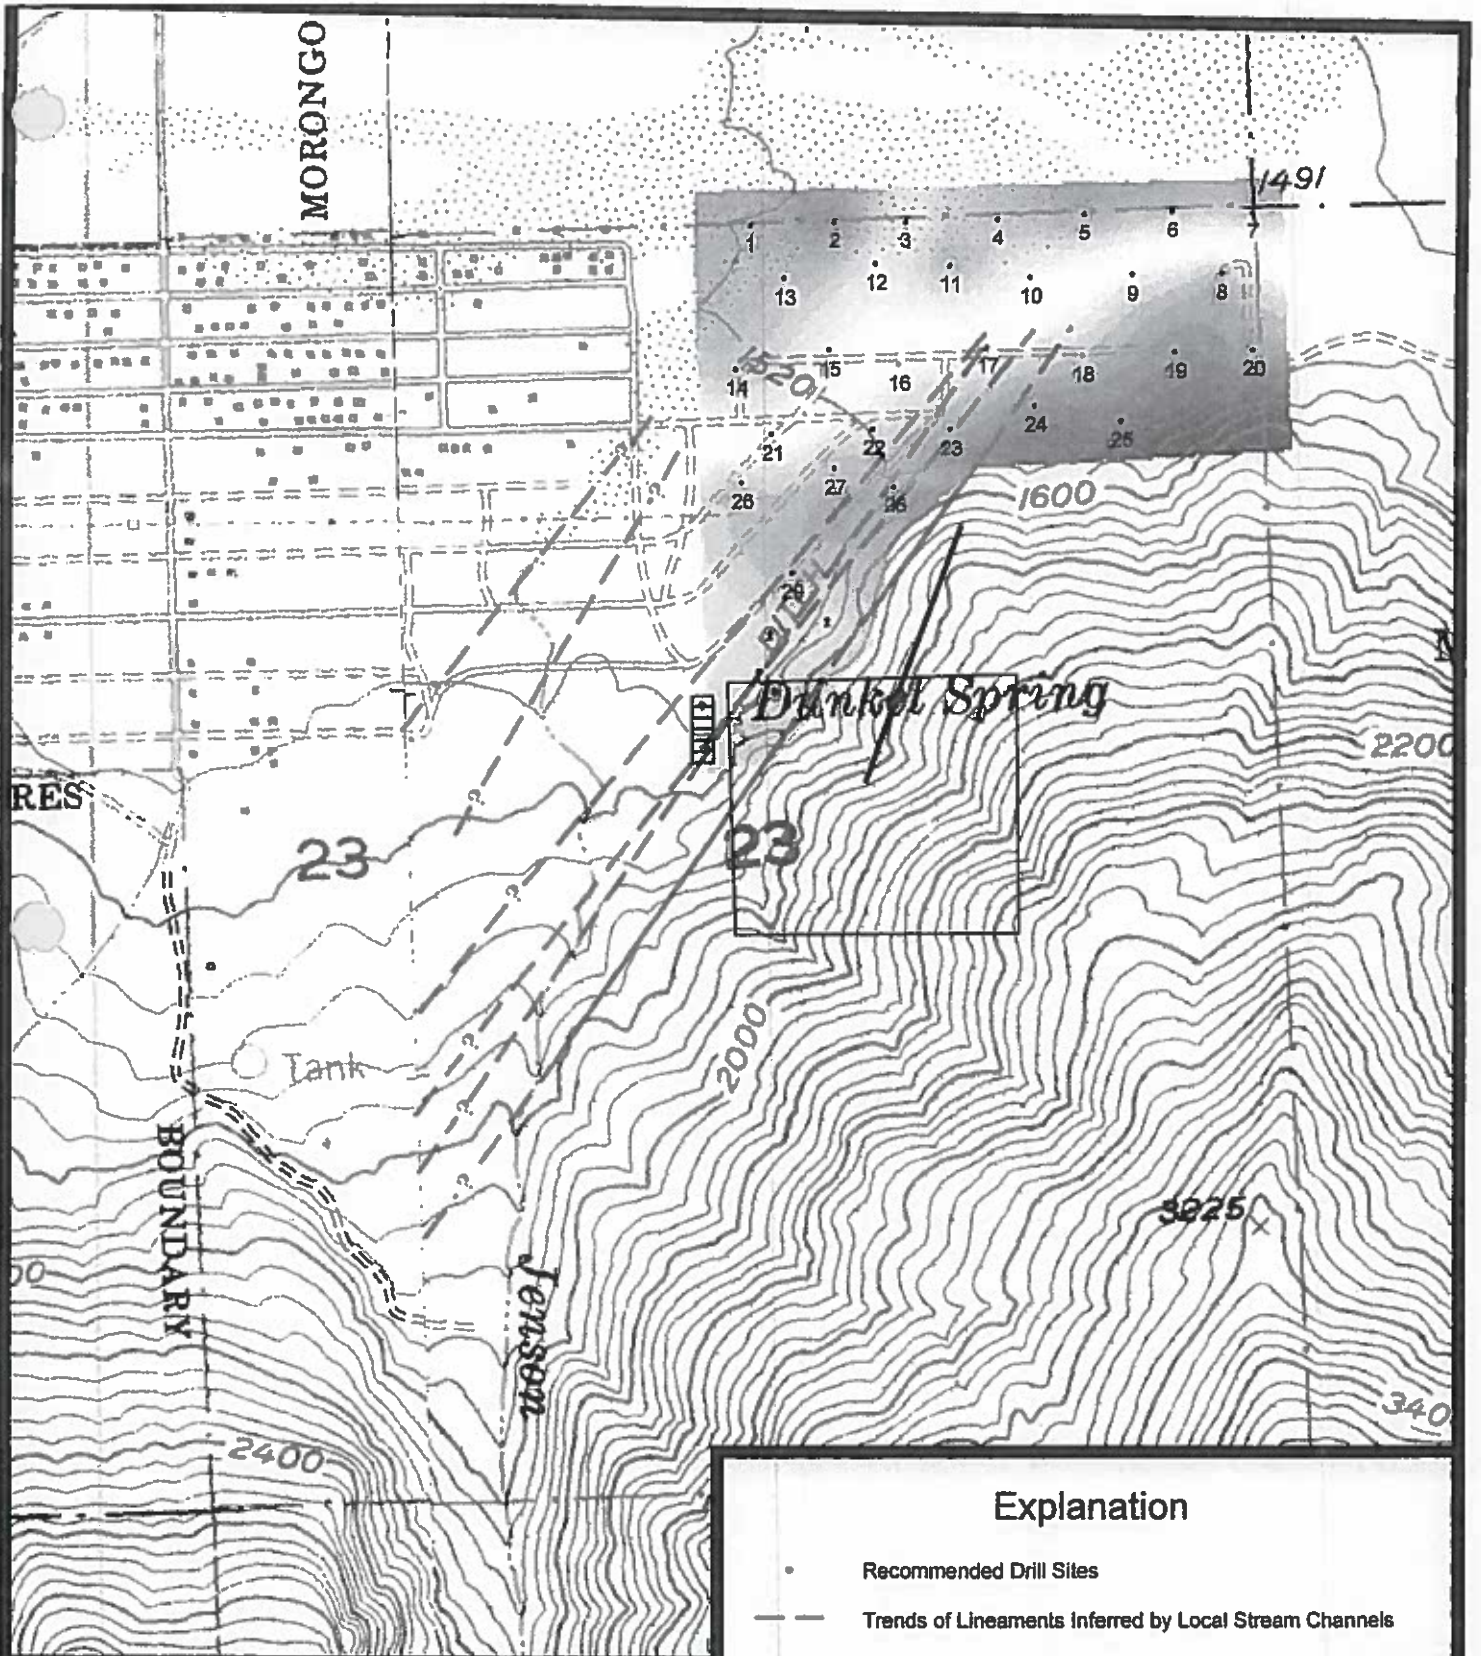 MORONGO
1491
1 2 3 4 5 6 7
13 12 11 10 9 8
14 15 16 17 18 19 20
1520
21 22 23 24 25
26 27 28
1600
29
Dunkel Spring
2200
RES
23
23
Tank
2000
BOUNDARY
3225
00
Jenson
340
2400
Explanation
Recommended Drill Sites
Trends of Lineaments Inferred by Local Stream Channels